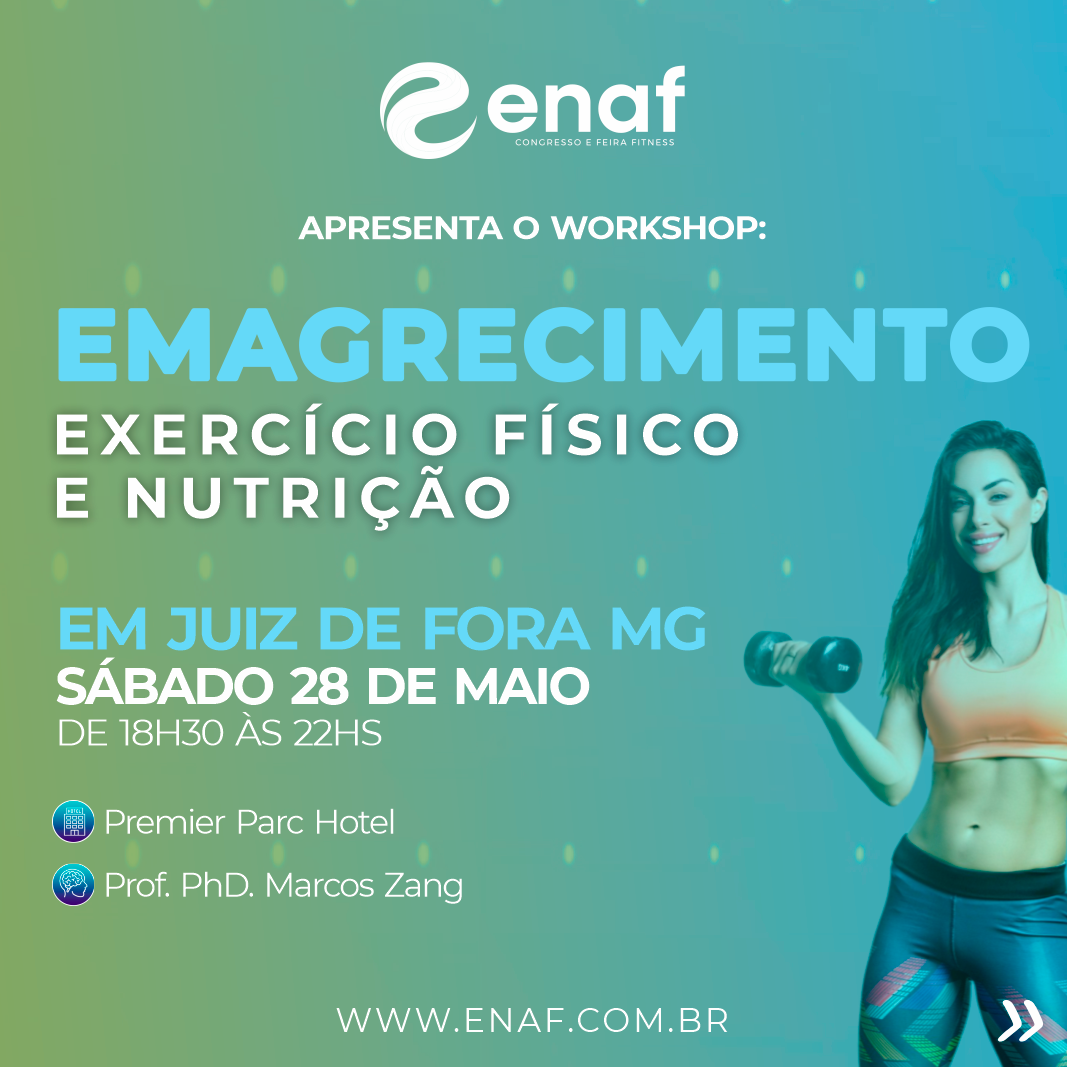 enaf
CONGRESSO E FEIRA FITNESS
APRESENTA O WORKSHOP:
EMAGRECIMENTO
EXERCÍCIO FÍSICO
E NUTRIÇÃO
EM JUIZ DE FORA MG
SÁBADO 28 DE MAIO
DE 18H30 ÀS 22HS
HOTEL
Premier Parc Hotel
Prof. PhD. Marcos Zang
WWW.ENAF.COM.BR